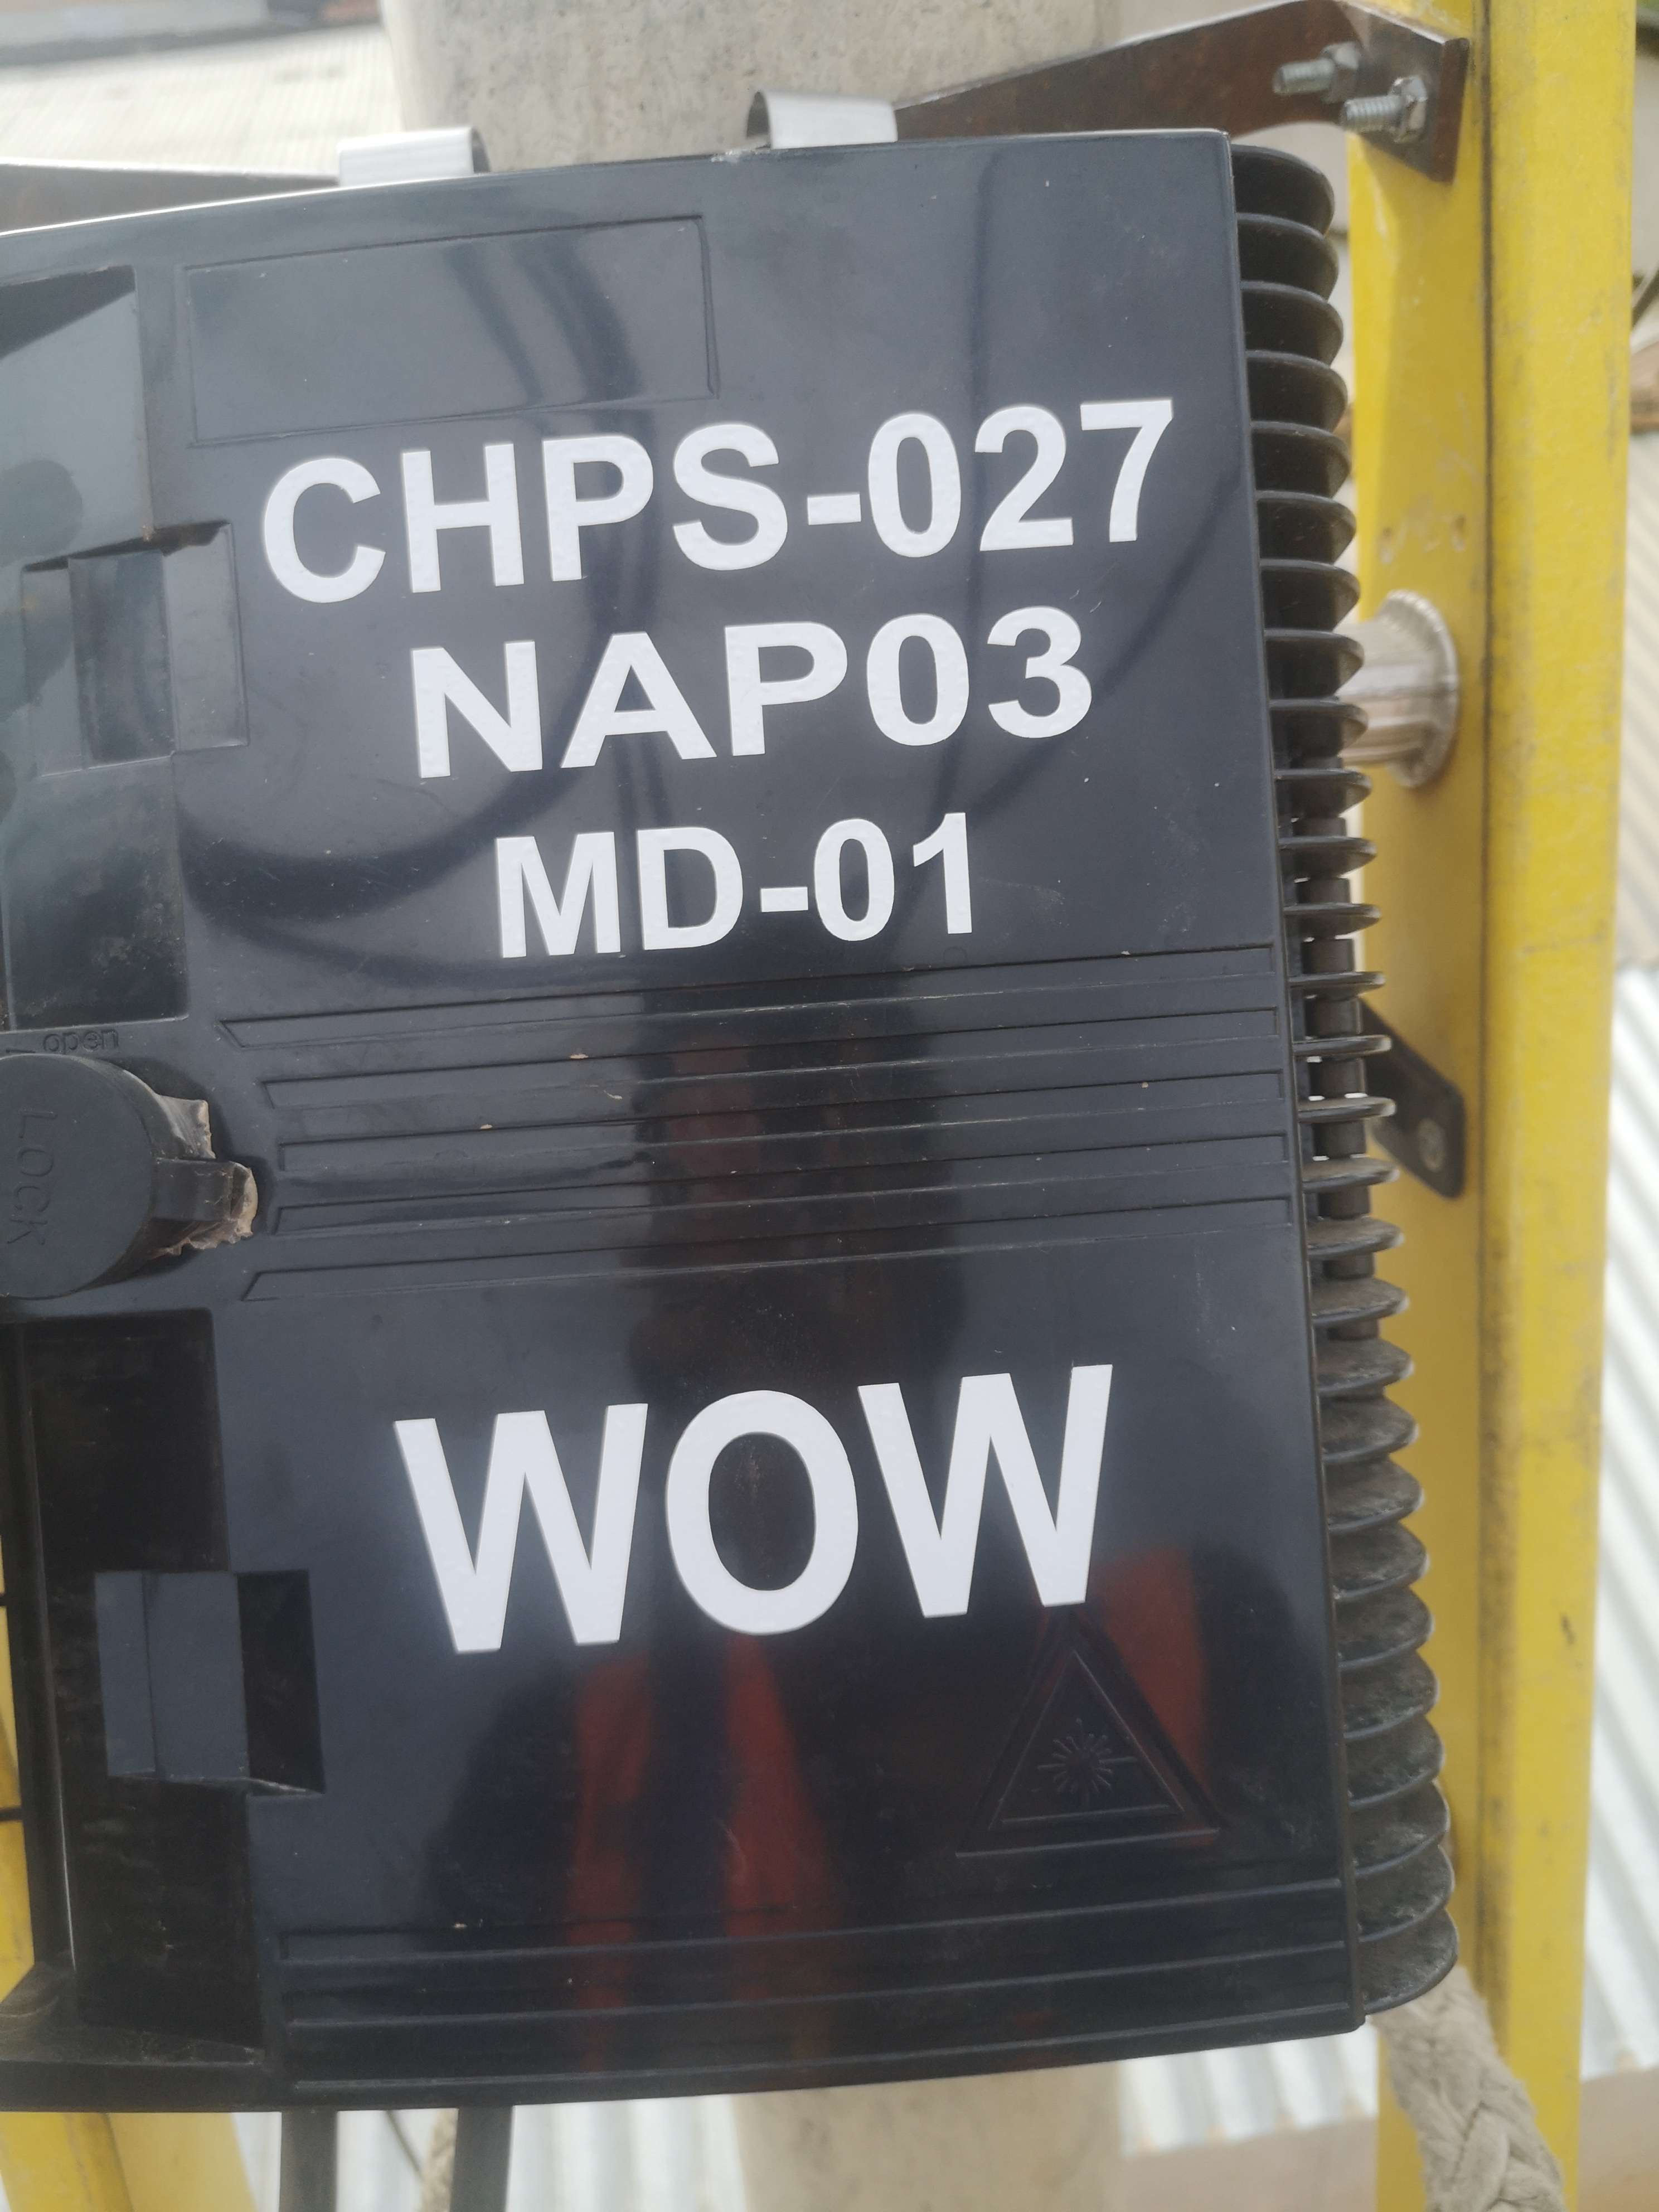 CHPS-027
NAP03
MD-01
open
LOCK
WOW